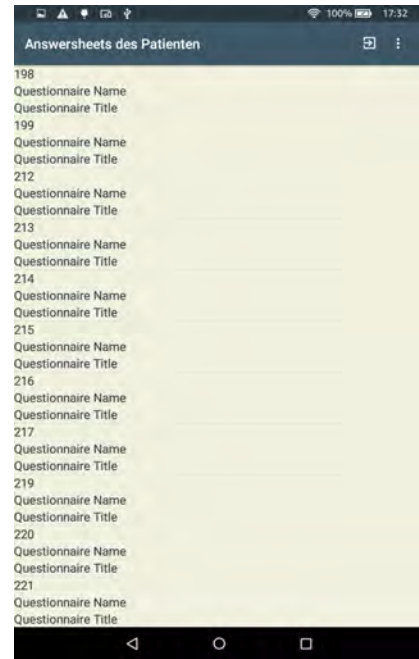 100% 17:32
Answersheets des Patienten
198
Questionnaire Name
Questionnaire Title
199
Questionnaire Name
Questionnaire Title
212
Questionnaire Name
Questionnaire Title
213
Questionnaire Name
Questionnaire Title
214
Questionnaire Name
Questionnaire Title
215
Questionnaire Name
Questionnaire Title
216
Questionnaire Name
Questionnaire Title
217
Questionnaire Name
Questionnaire Title
219
Questionnaire Name
Questionnaire Title
220
Questionnaire Name
Questionnaire Title
221
Questionnaire Name
Questionnaire Title